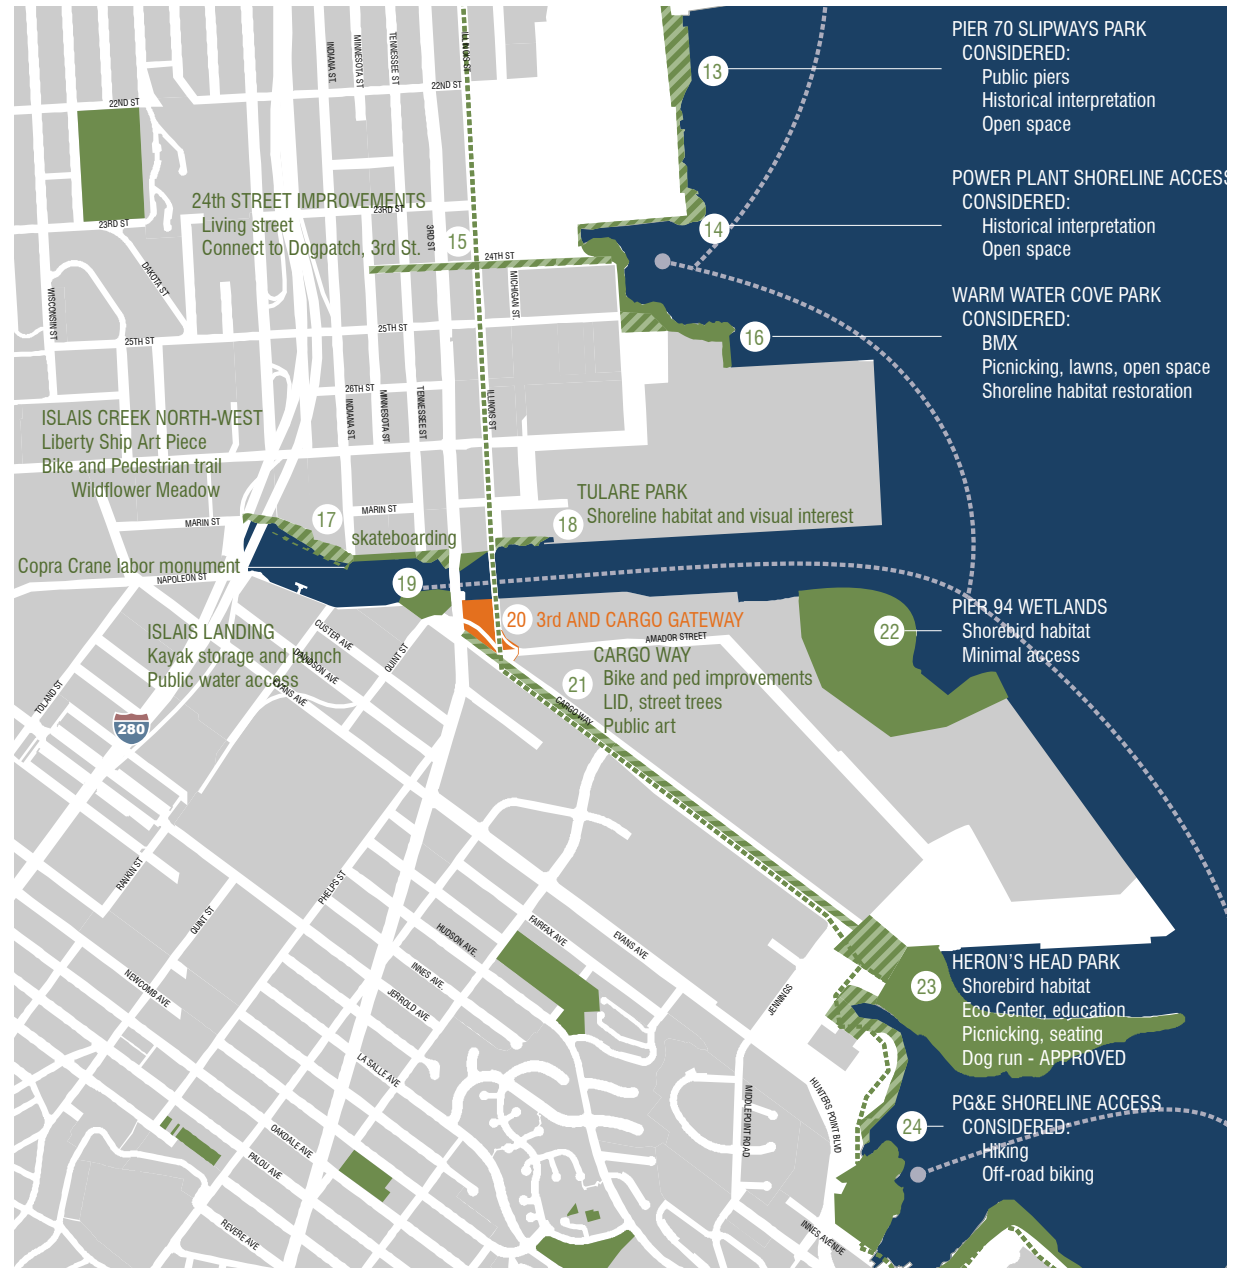 PIER 70 SLIPWAYS PARK
CONSIDERED:
Public piers
Historical interpretation
Open space
13
POWER PLANT SHORELINE ACCESS
CONSIDERED:
Historical interpretation
Open space
14
WARM WATER COVE PARK
CONSIDERED:
BMX
Picnicking, lawns, open space
Shoreline habitat restoration
16
24th STREET IMPROVEMENTS
Living street
Connect to Dogpatch, 3rd St.
15
ISLAIS CREEK NORTH-WEST
Liberty Ship Art Piece
Bike and Pedestrian trail
Wildflower Meadow
17
skateboarding
TULARE PARK
Shoreline habitat and visual interest
18
Copra Crane labor monument
19
ISLAIS LANDING
Kayak storage and launch
Public water access
20 3rd AND CARGO GATEWAY
CARGO WAY
Bike and ped improvements
LID, street trees
Public art
21
PIER 94 WETLANDS
Shorebird habitat
Minimal access
22
HERON'S HEAD PARK
Shorebird habitat
Eco Center, education
Picnicking, seating
Dog run - APPROVED
23
PG&E SHORELINE ACCESS
CONSIDERED:
Hiking
Off-road biking
24
280
INDIANA ST.
MINNESOTA ST
TENNESSEE ST
ILLINOIS ST
22ND ST
22ND ST
23RD ST
23RD ST
3RD ST
24TH ST
MICHIGAN ST.
DAKOTA ST
WISCONSIN ST
25TH ST
25TH ST
26TH ST
INDIANA ST.
MINNESOTA ST
TENNESSEE ST
ILLINOIS ST
MARIN ST
MARIN ST
NAPOLEON ST
CUSTER AVE
DAVIDSON AVE
EVANS AVE
QUINT ST
AMADOR STREET
CARGO WAY
TOLAND ST
RANKIN ST
QUINT ST
PHELPS ST
HUDSON AVE.
FAIRFAX AVE
EVANS AVE
INNES AVE.
JERROLD AVE
JENNINGS
NEWCOMB AVE
LA SALLE AVE
MIDDLEPOINT ROAD
HUNTERS POINT BLVD
OAKDALE AVE
PALOU AVE
REVERE AVE
INNES AVENUE